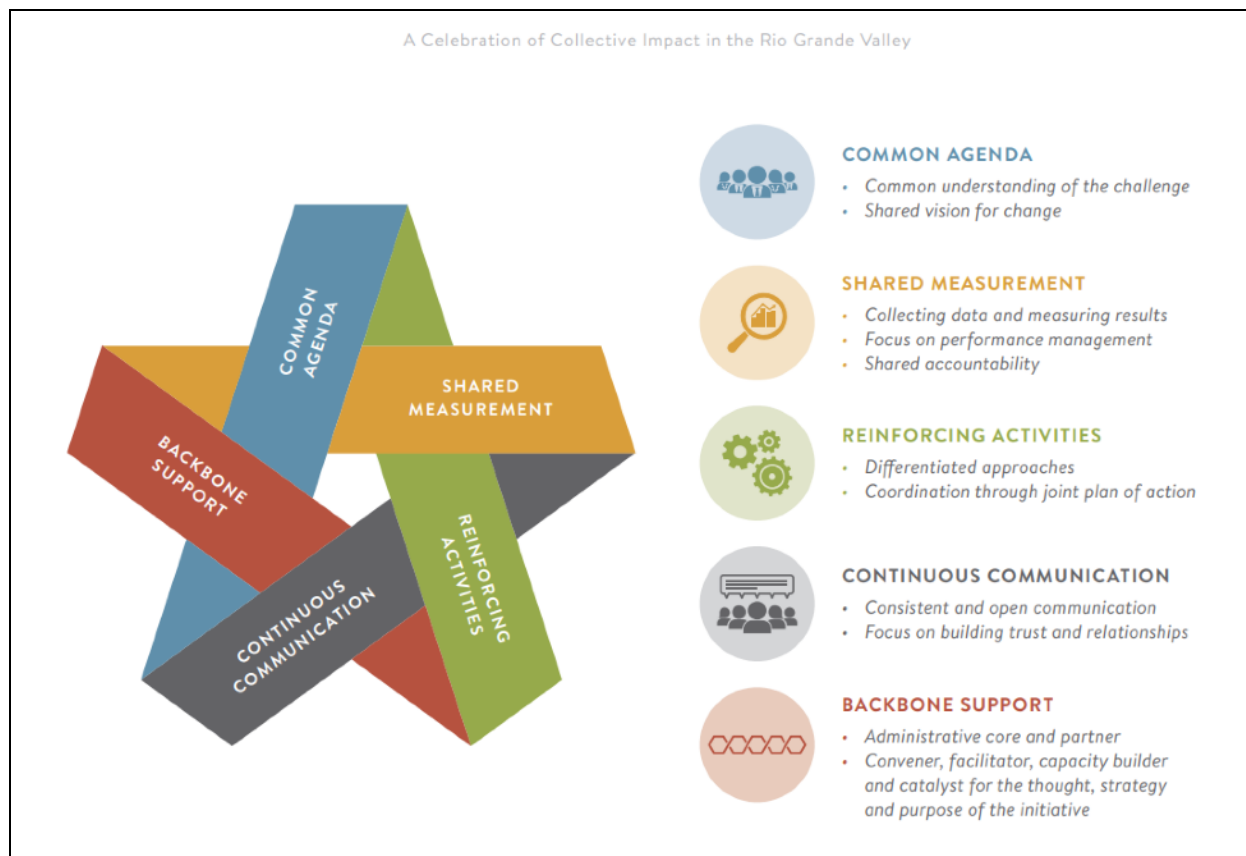 A Celebration of Collective Impact in the Rio Grande Valley
COMMON
AGENDA
SHARED
MEASUREMENT
BACKBONE
SUPPORT
REINFORCING
ACTIVITIES
CONTINUOUS
COMMUNICATION
COMMON AGENDA
• Common understanding of the challenge
• Shared vision for change
SHARED MEASUREMENT
• Collecting data and measuring results
• Focus on performance management
• Shared accountability
REINFORCING ACTIVITIES
• Differentiated approaches
• Coordination through joint plan of action
CONTINUOUS COMMUNICATION
• Consistent and open communication
• Focus on building trust and relationships
BACKBONE SUPPORT
• Administrative core and partner
• Convener, facilitator, capacity builder
and catalyst for the thought, strategy
and purpose of the initiative